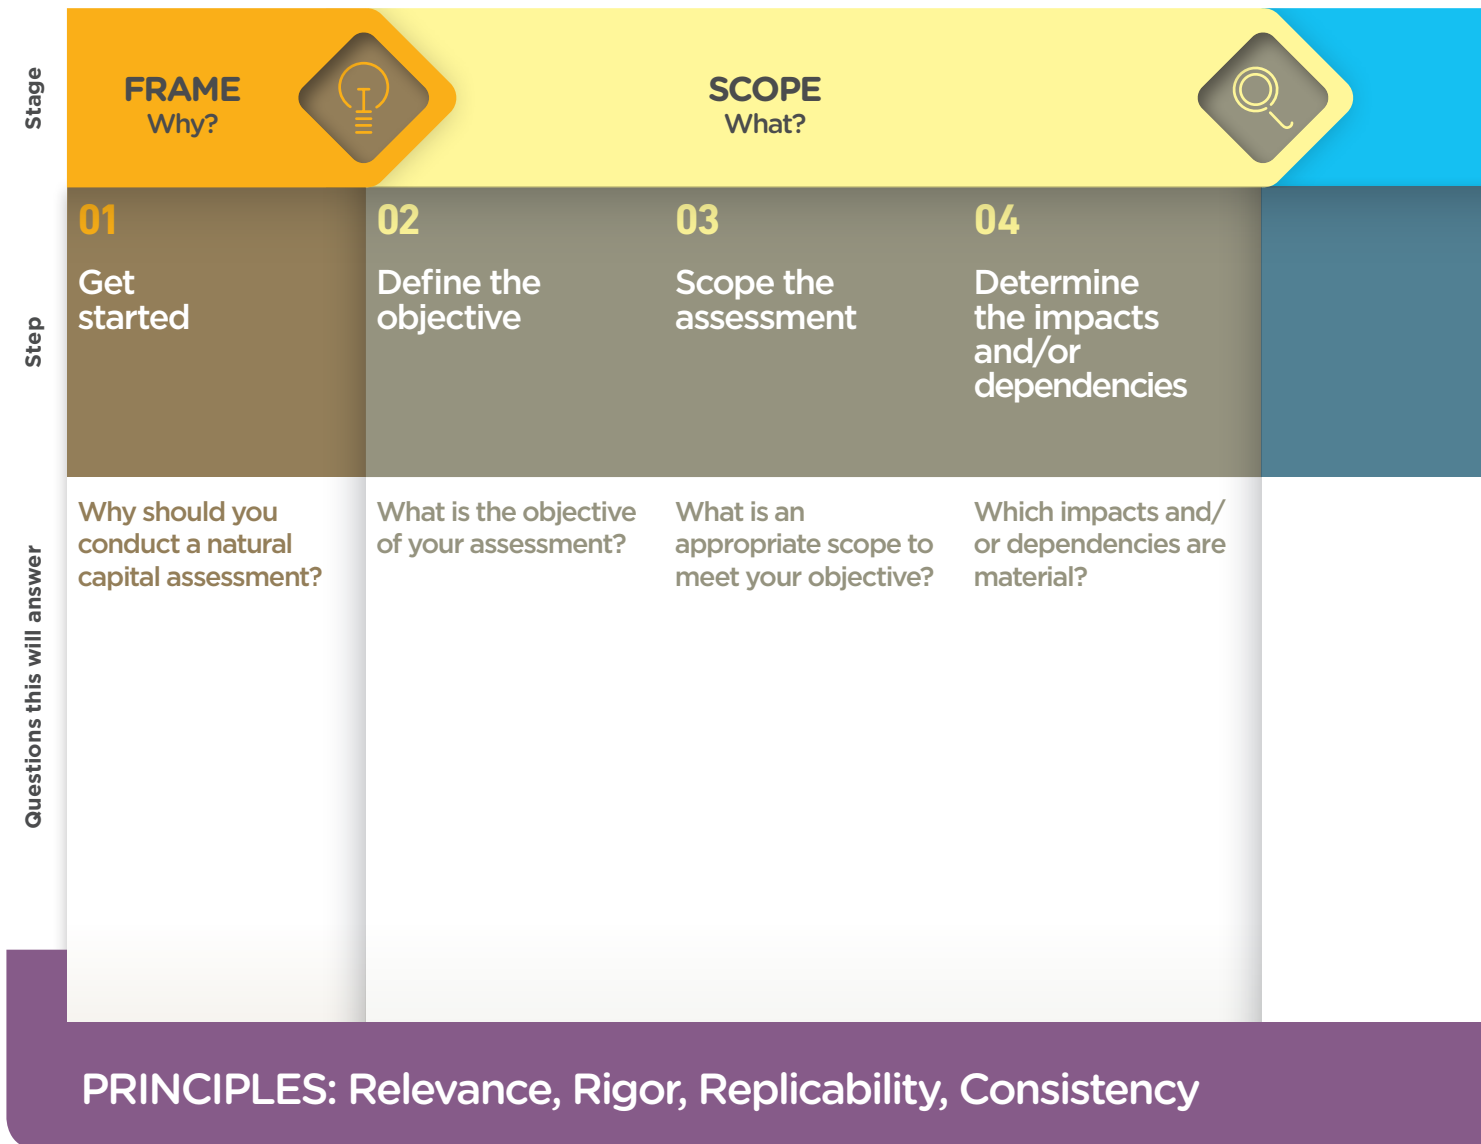 Stage
FRAME
Why?
SCOPE
What?
Step
01
Get
started
02
Define the
objective
03
Scope the
assessment
04
Determine
the impacts
and/or
dependencies
Questions this will answer
Why should you
conduct a natural
capital assessment?
What is the objective
of your assessment?
What is an
appropriate scope to
meet your objective?
Which impacts and/
or dependencies are
material?
PRINCIPLES: Relevance, Rigor, Replicability, Consistency